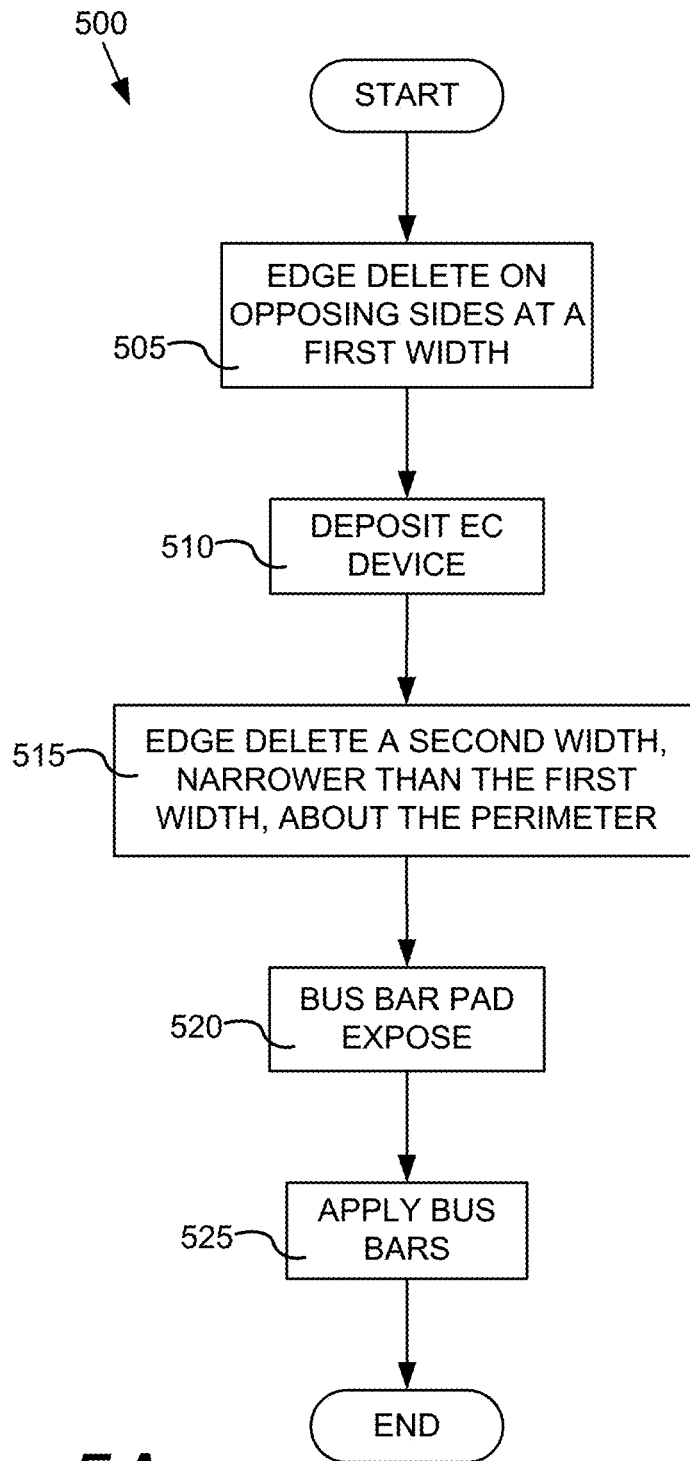 500
START
EDGE DELETE ON
OPPOSING SIDES AT A
FIRST WIDTH
505
DEPOSIT EC
DEVICE
510
EDGE DELETE A SECOND WIDTH,
NARROWER THAN THE FIRST
WIDTH, ABOUT THE PERIMETER
515
BUS BAR PAD
EXPOSE
520
APPLY BUS
BARS
525
END